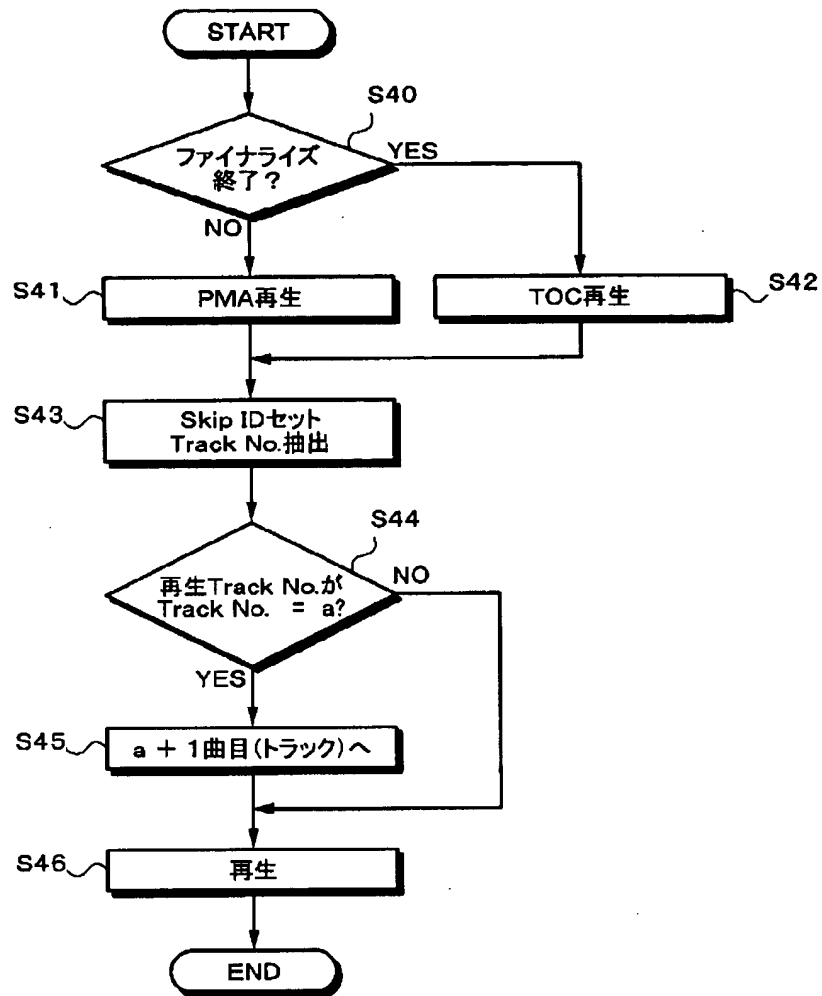 START
S40
ファイナライズ
終了?
YES
NO
S41
PMA再生
TOC再生
S42
S43
Skip IDセット
Track No.抽出
S44
再生Track No.が
Track No. = a?
NO
YES
S45
a + 1曲目(トラック)へ
S46
再生
END